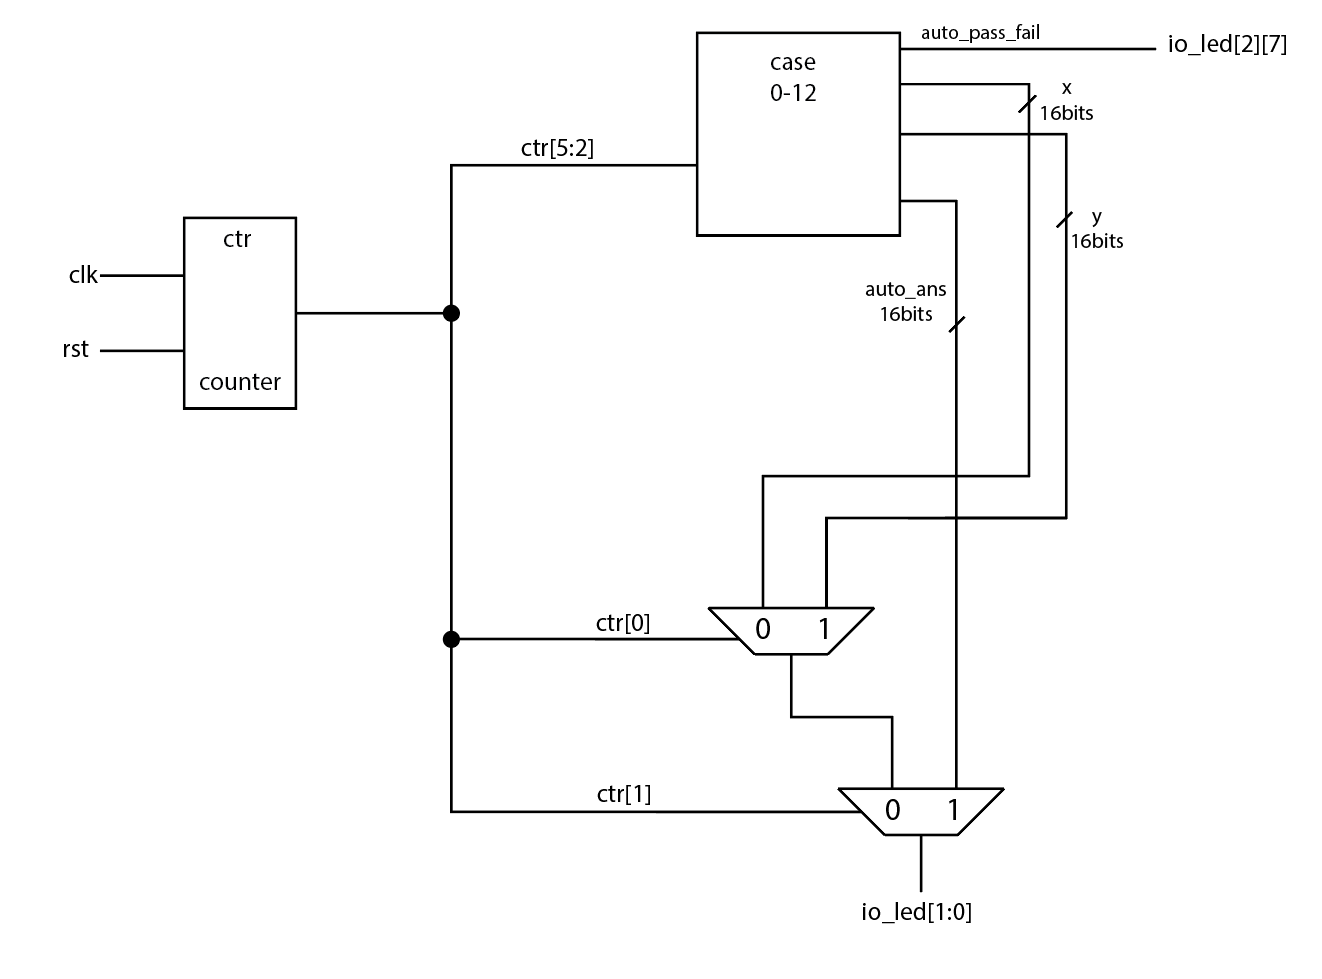 auto_pass_fail
io_led[2][7]
case
0-12
x
16bits
ctr[5:2]
y
16bits
ctr
clk
rst
counter
auto_ans
16bits
ctr[0]
0 1
ctr[1]
0 1
io_led[1:0]